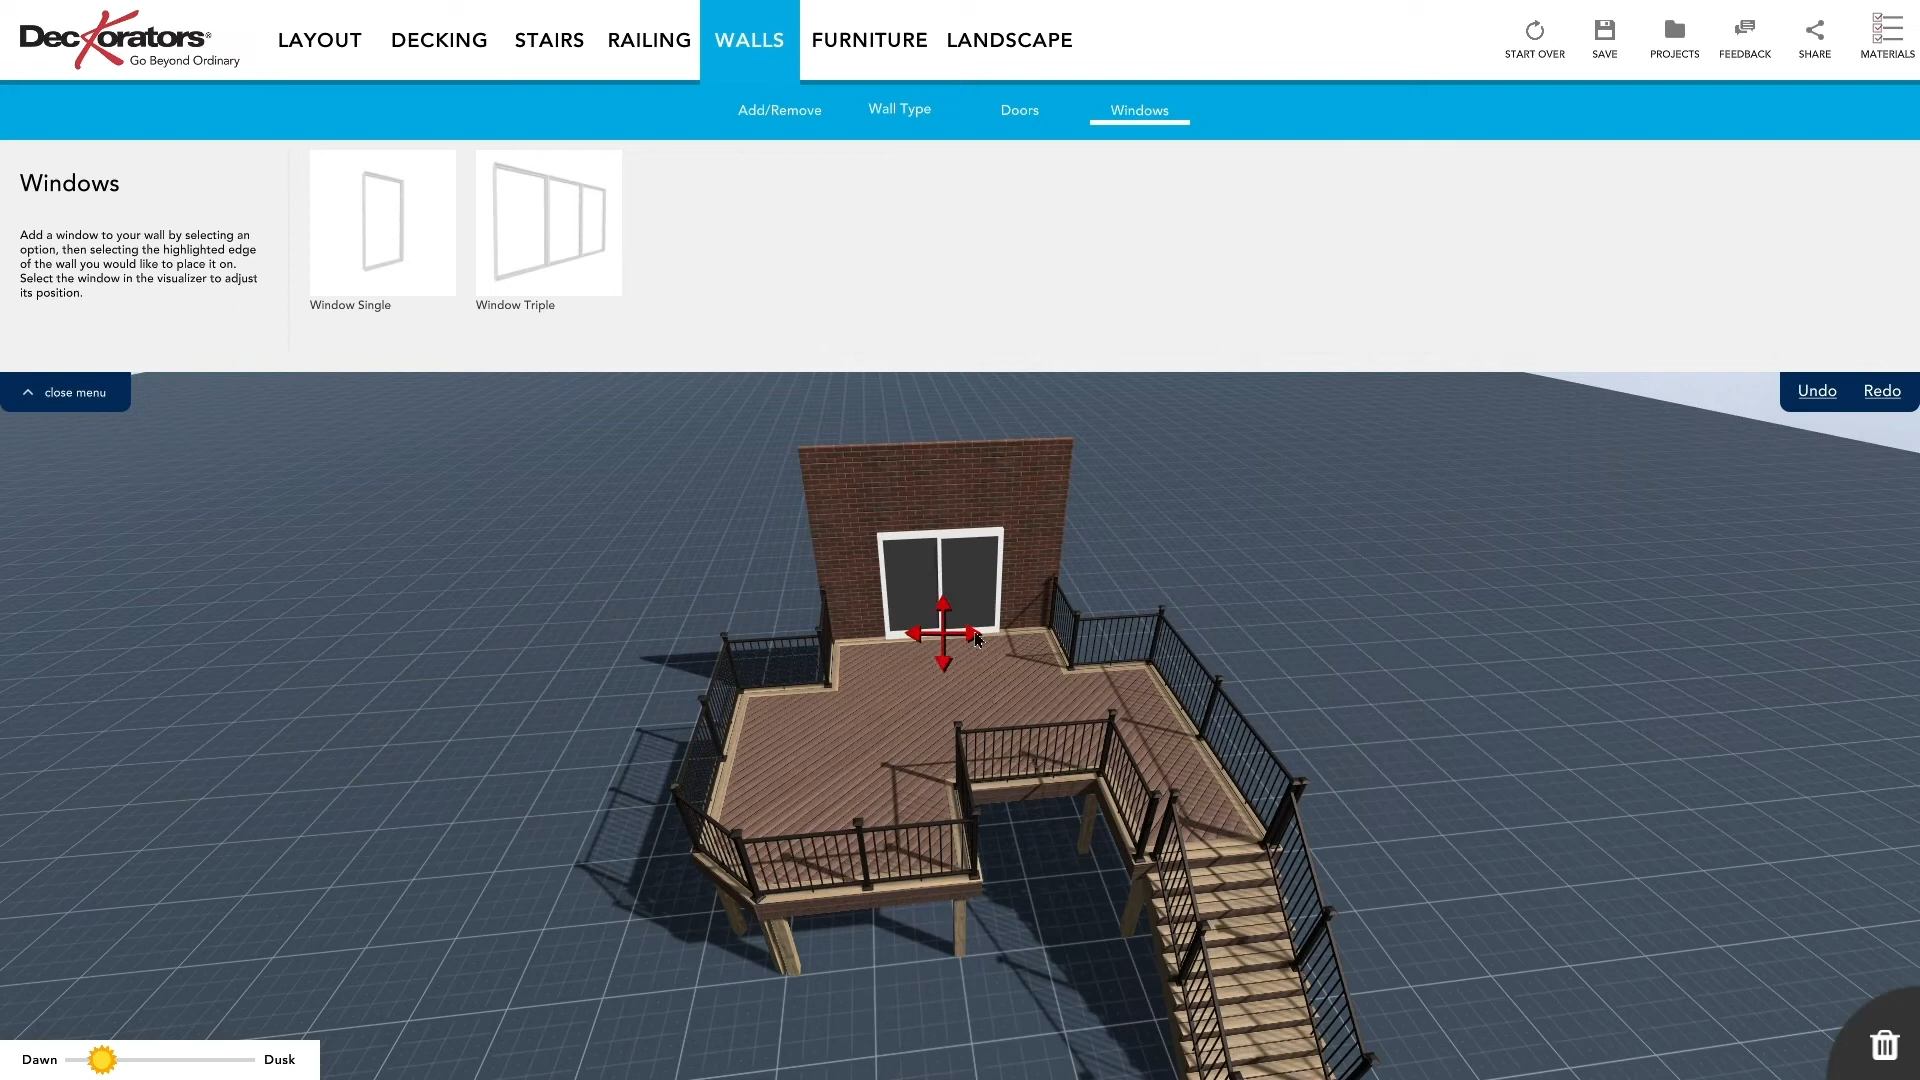 Deckorators®
Go Beyond Ordinary
LAYOUT DECKING STAIRS RAILING WALLS FURNITURE LANDSCAPE
START OVER SAVE PROJECTS FEEDBACK SHARE MATERIALS
Add/Remove Wall Type Doors Windows
Windows
Add a window to your wall by selecting an
option, then selecting the highlighted edge
of the wall you would like to place it on.
Select the window in the visualizer to adjust
its position.
Window Single Window Triple
close menu
Undo Redo
Dawn Dusk